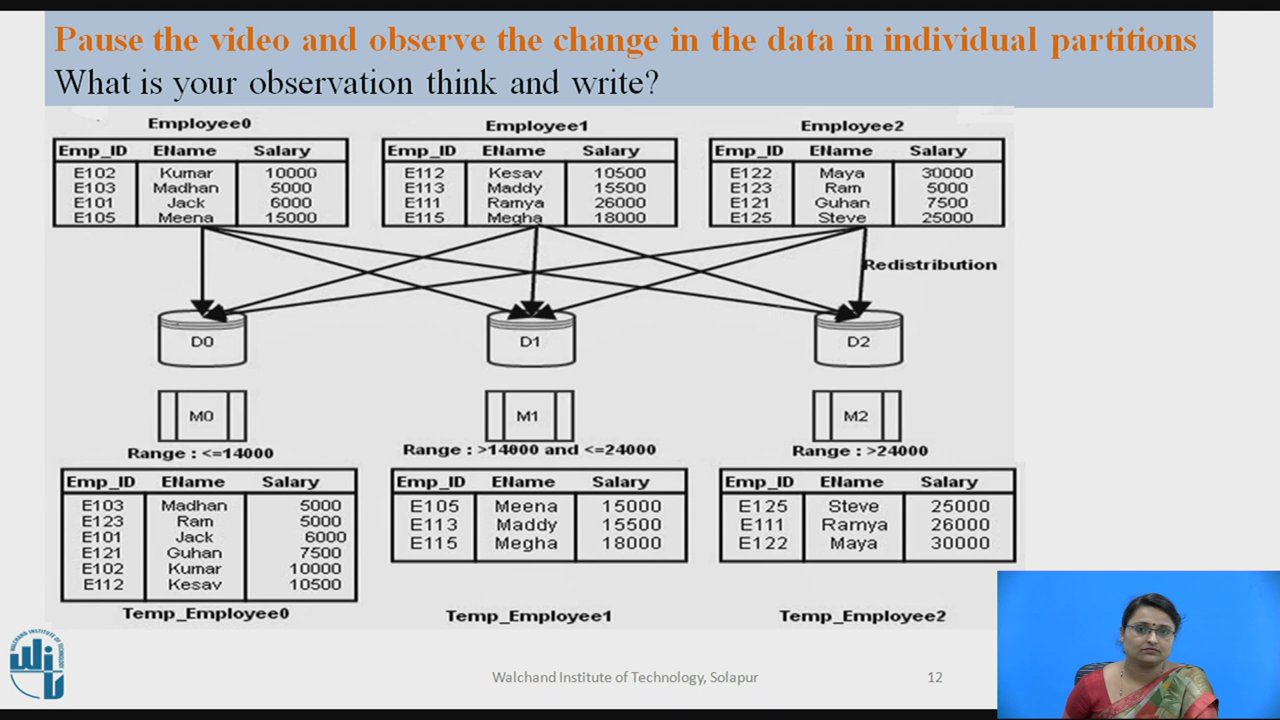 Pause the video and observe the change in the data in individual partitions
What is your observation think and write?
Employee0
Emp_ID EName Salary
E102 Kumar 10000
E103 Madhan 5000
E101 Jack 6000
E105 Meena 15000
Employee1
Emp_ID EName Salary
E112 Kesav 10500
E113 Maddy 15500
E111 Ramya 26000
E115 Megha 18000
Employee2
Emp_ID EName Salary
E122 Maya 30000
E123 Ram 5000
E121 Guhan 7500
E125 Steve 25000
Redistribution
D0 D1 D2
M0 M1 M2
Range : <=14000
Range : >14000 and <=24000
Range : >24000
Emp_ID EName Salary
E103 Madhan 5000
E123 Ram 5000
E101 Jack 6000
E121 Guhan 7500
E102 Kumar 10000
E112 Kesav 10500
Temp_Employee0
Emp_ID EName Salary
E105 Meena 15000
E113 Maddy 15500
E115 Megha 18000
Temp_Employee1
Emp_ID EName Salary
E125 Steve 25000
E111 Ramya 26000
E122 Maya 30000
Temp_Employee2
WALCHAND INSTITUTE OF TECHNOLOGY
Walchand Institute of Technology, Solapur
12